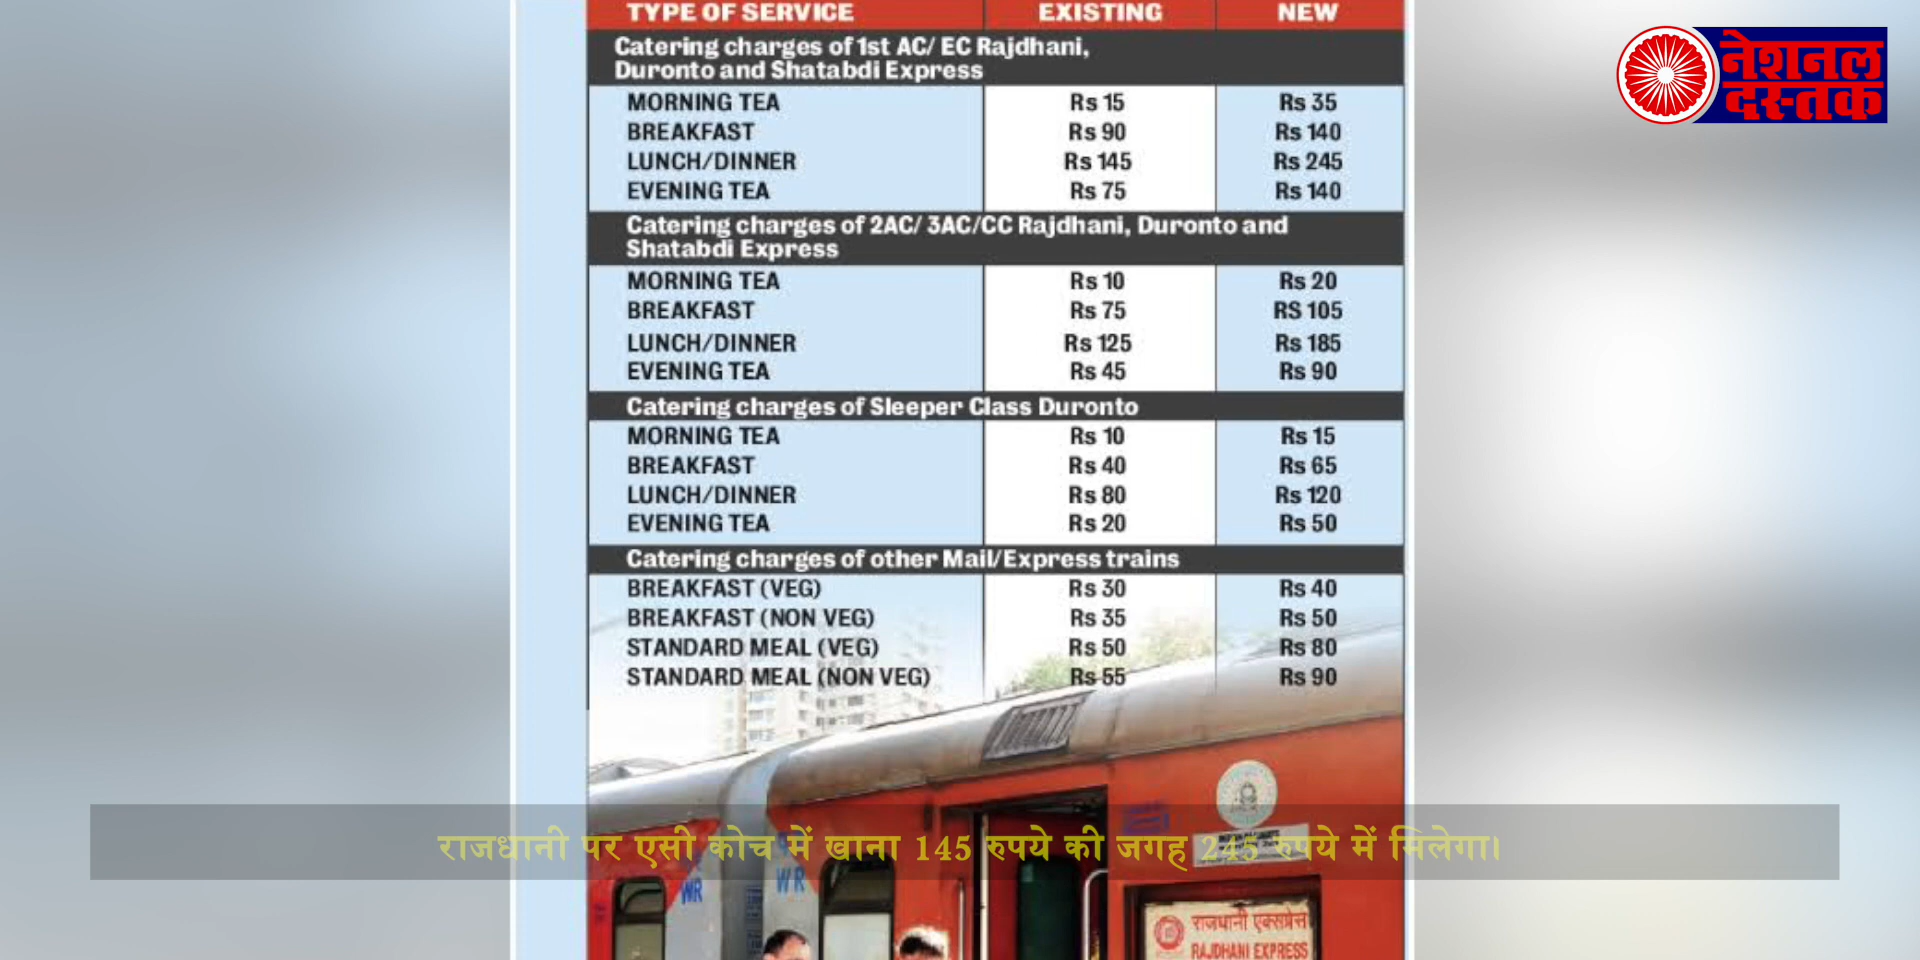 TYPE OF SERVICE EXISTING NEW
नेशनल
दस्तक
Catering charges of 1st AC/ EC Rajdhani,
Duronto and Shatabdi Express
MORNING TEA Rs 15 Rs 35
BREAKFAST Rs 90 Rs 140
LUNCH/DINNER Rs 145 Rs 245
EVENING TEA Rs 75 Rs 140
Catering charges of 2AC/ 3AC/CC Rajdhani, Duronto and
Shatabdi Express
MORNING TEA Rs 10 Rs 20
BREAKFAST Rs 75 RS 105
LUNCH/DINNER Rs 125 Rs 185
EVENING TEA Rs 45 Rs 90
Catering charges of Sleeper Class Duronto
MORNING TEA Rs 10 Rs 15
BREAKFAST Rs 40 Rs 65
LUNCH/DINNER Rs 80 Rs 120
EVENING TEA Rs 20 Rs 50
Catering charges of other Mail/Express trains
BREAKFAST (VEG) Rs 30 Rs 40
BREAKFAST (NON VEG) Rs 35 Rs 50
STANDARD MEAL (VEG) Rs 50 Rs 80
STANDARD MEAL (NON VEG) Rs 55 Rs 90
राजधानी पर एसी कोच में खाना 145 रुपये की जगह 245 रुपये में मिलेगा।
WR
WR
राजधानी एक्सप्रेस
RAJDHANI EXPRESS